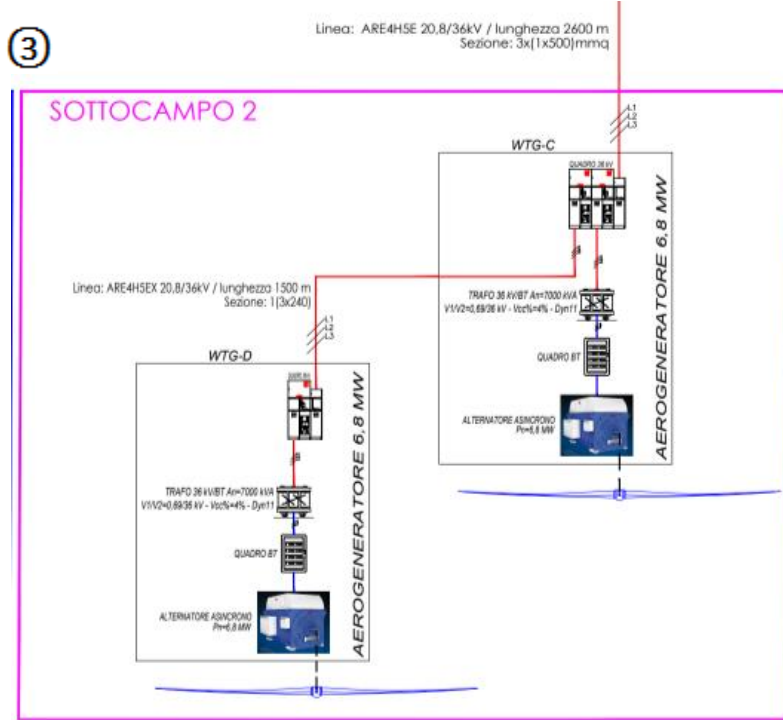 ③
Linea: ARE4H5E 20,8/36kV / lunghezza 2600 m
Sezione: 3x(1x500)mmq
SOTTOCAMPO 2
L1
L2
L3
WTG-C
QUADRO 36 kV
AEROGENERATORE 6,8 MW
Linea: ARE4H5EX 20,8/36kV / lunghezza 1500 m
Sezione: 1(3x240)
TRAFO 36 kV/BT An=7000 kVA
V1/V2=0,69/36 kV - Vcc%=4% - Dyn11
L1
L2
L3
QUADRO BT
WTG-D
ALTERNATORE ASINCRONO
Pn=6,8 MW
AEROGENERATORE 6,8 MW
TRAFO 36 kV/BT An=7000 kVA
V1/V2=0,69/36 kV - Vcc%=4% - Dyn11
QUADRO BT
ALTERNATORE ASINCRONO
Pn=6,8 MW